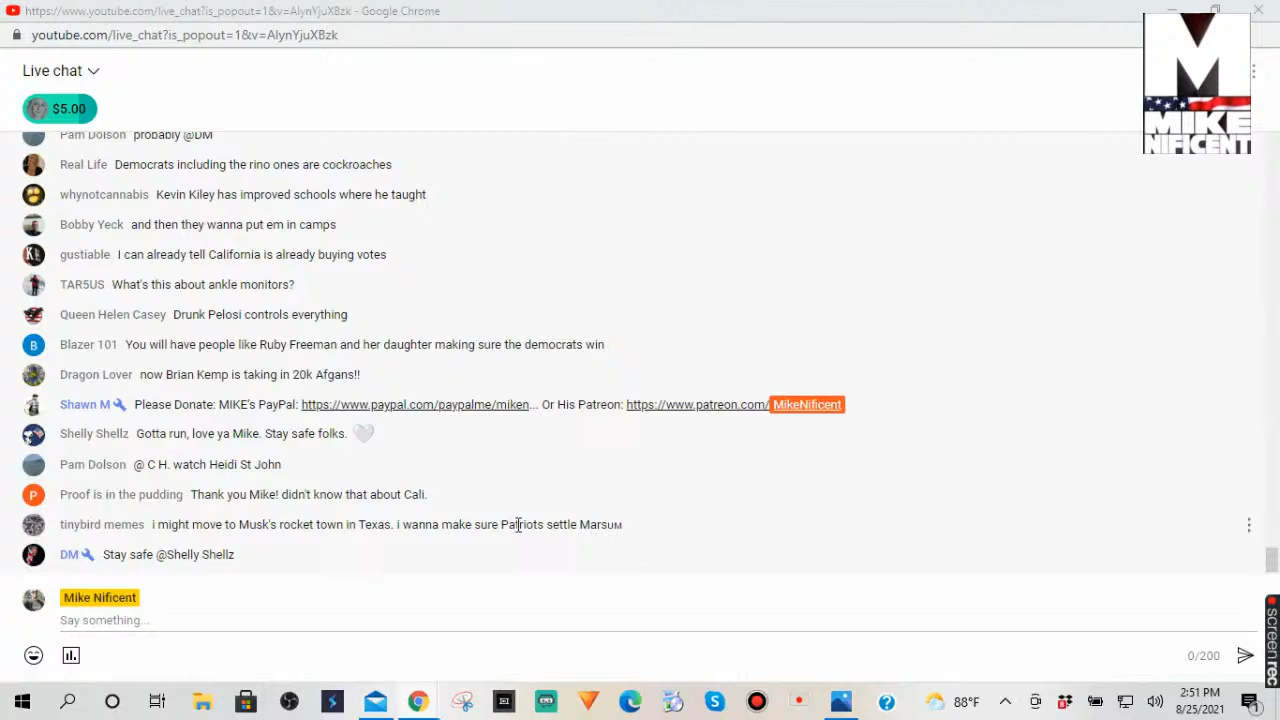 https://www.youtube.com/live_chat?is_popout=1&v=AlynYjuXBzk - Google Chrome
youtube.com/live_chat?is_popout=1&v=AlynYjuXBzk
M
MIKE
NIFICENT
Live chat
$5.00
Pam Dolson probably @DM
Real Life Democrats including the rino ones are cockroaches
whynotcannabis Kevin Kiley has improved schools where he taught
Bobby Yeck and then they wanna put em in camps
gustiable I can already tell California is already buying votes
TAR5US What's this about ankle monitors?
Queen Helen Casey Drunk Pelosi controls everything
B Blazer 101 You will have people like Ruby Freeman and her daughter making sure the democrats win
Dragon Lover now Brian Kemp is taking in 20k Afgans!!
Shawn M Please Donate: MIKE's PayPal: https://www.paypal.com/paypalme/miken... Or His Patreon: https://www.patreon.com/MikeNificent
Shelly Shellz Gotta run, love ya Mike. Stay safe folks.
Pam Dolson @ C H. watch Heidi St John
P Proof is in the pudding Thank you Mike! didn't know that about Cali.
tinybird memes i might move to Musk's rocket town in Texas. i wanna make sure Patriots settle Marsᴜᴍ
DM Stay safe @Shelly Shellz
Mike Nificent
Say something...
0/200
screenrec
88°F
2:51 PM
8/25/2021
1